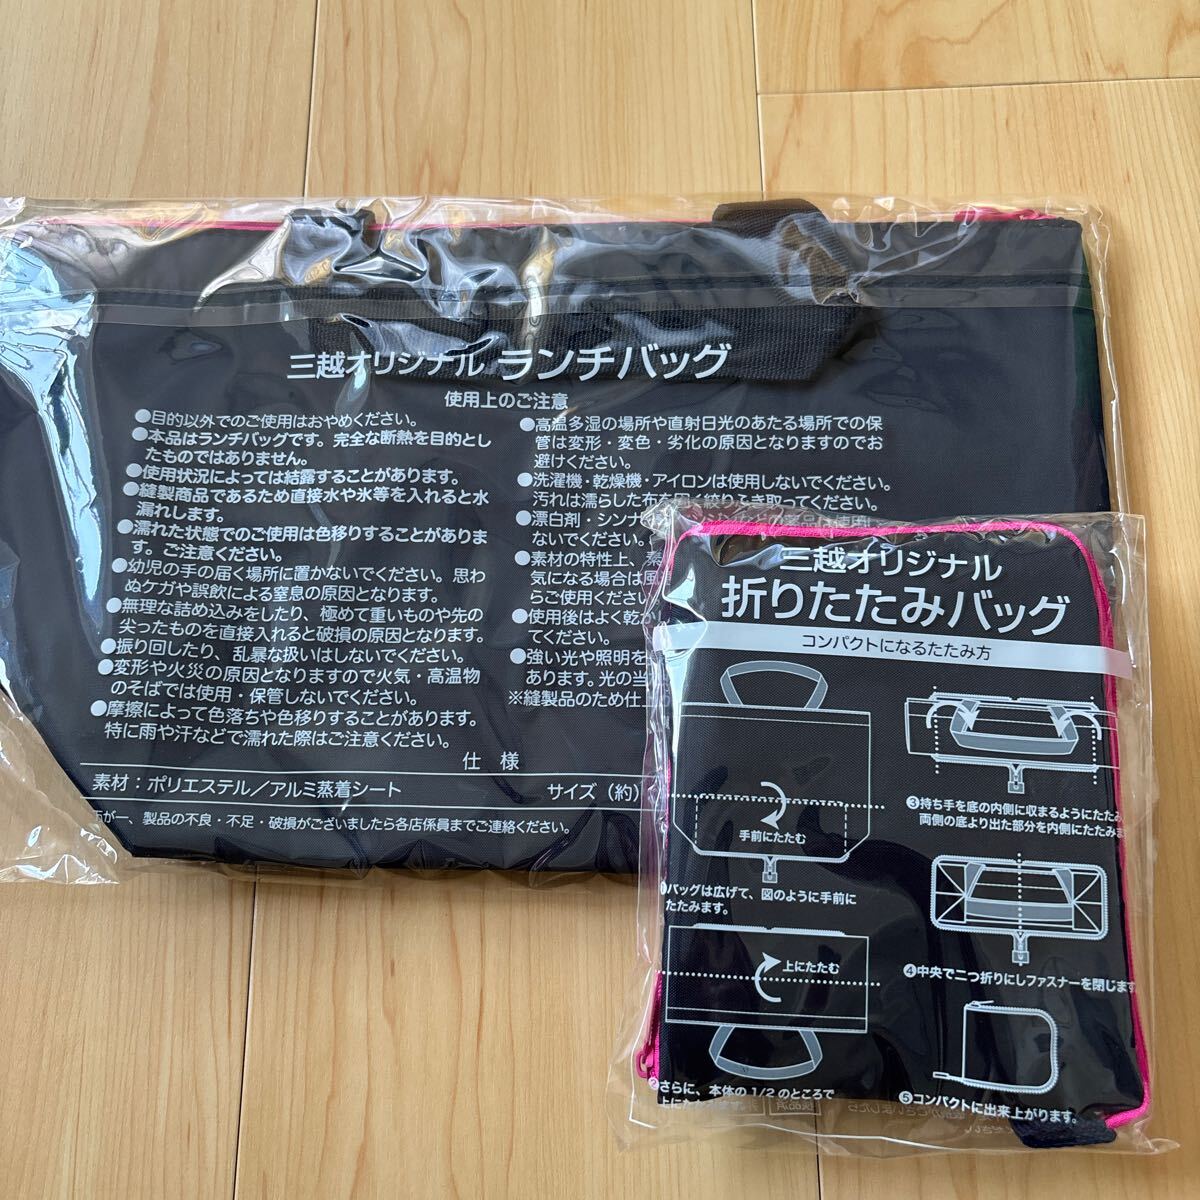 三越オリジナル ランチバッグ
使用上のご注意
●目的以外でのご使用はおやめください。
●本品はランチバッグです。完全な断熱を目的とし
たものではありません。
●使用状況によっては結露することがあります。
●縫製商品であるため直接水や氷等を入れると水
漏れします。
●濡れた状態でのご使用は色移りすることがありま
す。ご注意ください。
●幼児の手の届く場所に置かないでください。思わ
ぬケガや誤飲による窒息の原因となります。
●無理な詰め込みをしたり、極めて重いものや先の
尖ったものを直接入れると破損の原因となります。
●振り回したり、乱暴な扱いはしないでください。
●変形や火災の原因となりますので火気・高温物
のそばでは使用・保管しないでください。
●摩擦によって色落ちや色移りすることがあります。
特に雨や汗などで濡れた際はご注意ください。
●高温多湿の場所や直射日光のあたる場所での保
管は変形・変色・劣化の原因となりますのでお
避けください。
●洗濯機・乾燥機・アイロンは使用しないでください。
汚れは濡らした布を固く絞りふき取ってください。
●漂白剤・シンナ
ないでください
●素材の特性上、素
気になる場合は風
らご使用ください
●使用後はよく乾か
てください。
●強い光や照明を
あります。光の当
※縫製品のため仕上
仕 様
素材：ポリエステル／アルミ蒸着シート
サイズ（約）
万が一、製品の不良・不足・破損がございましたら各店係員までご連絡ください。
三越オリジナル
折りたたみバッグ
コンパクトになるたたみ方
手前にたたむ
❶バッグは広げて、図のように手前に
たたみます。
上にたたむ
❷さらに、本体の1/2のところで
上にたた
❸持ち手を底の内側に収まるようにたたみ
両側の底より出た部分を内側にたたみま
❹中央で二つ折りにしファスナーを閉じます
❺コンパクトに出来上がります。